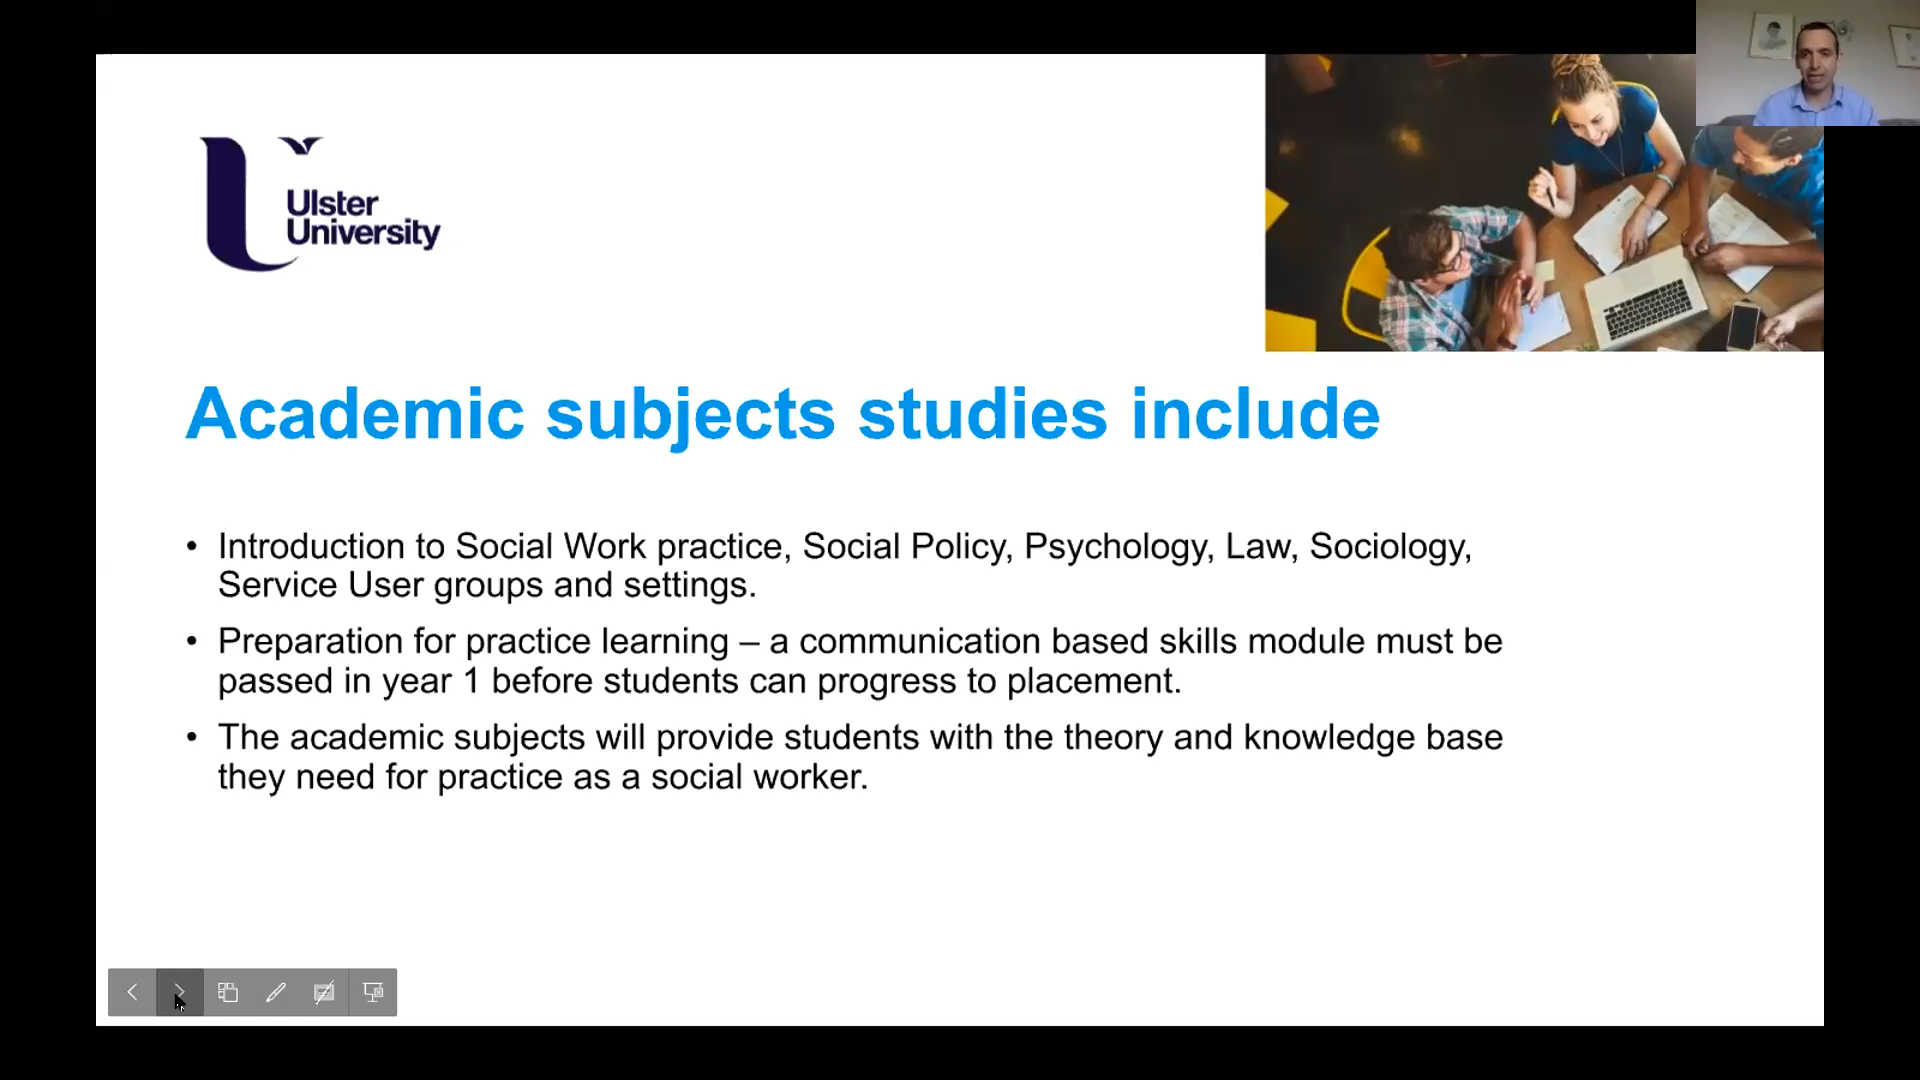 Ulster
University
Academic subjects studies include
• Introduction to Social Work practice, Social Policy, Psychology, Law, Sociology,
Service User groups and settings.
• Preparation for practice learning – a communication based skills module must be
passed in year 1 before students can progress to placement.
• The academic subjects will provide students with the theory and knowledge base
they need for practice as a social worker.